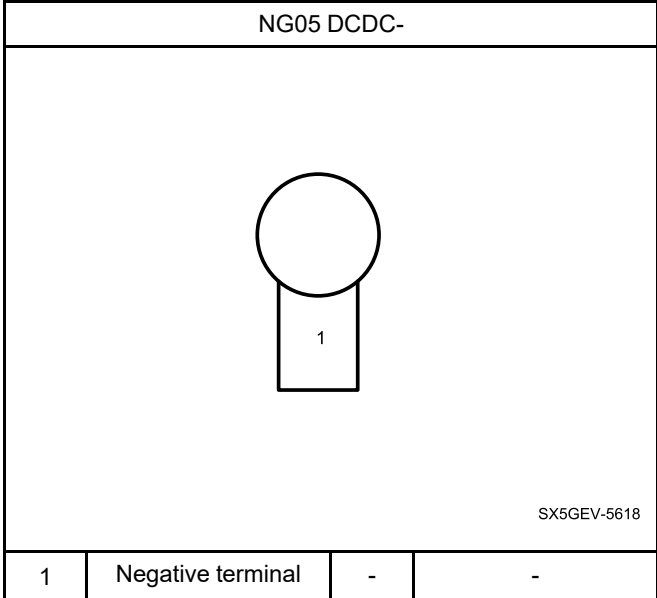 NG05 DCDC-
1
SX5GEV-5618
1 Negative terminal - -